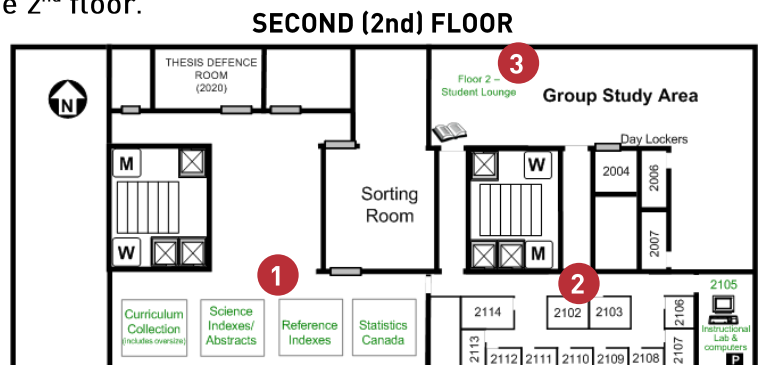 e 2nd floor.
SECOND (2nd) FLOOR
THESIS DEFENCE
ROOM
(2020)
3
Floor 2 –
Student Lounge
Group Study Area
N
Day Lockers
M
W
2004
2006
Sorting
Room
W
M
2007
1
2
2105
Curriculum
Collection
(includes oversize)
Science
Indexes/
Abstracts
Reference
Indexes
Statistics
Canada
2114
2102
2103
2106
Instructional
Lab &
computers
P
2113
2112
2111
2110
2109
2108
2107